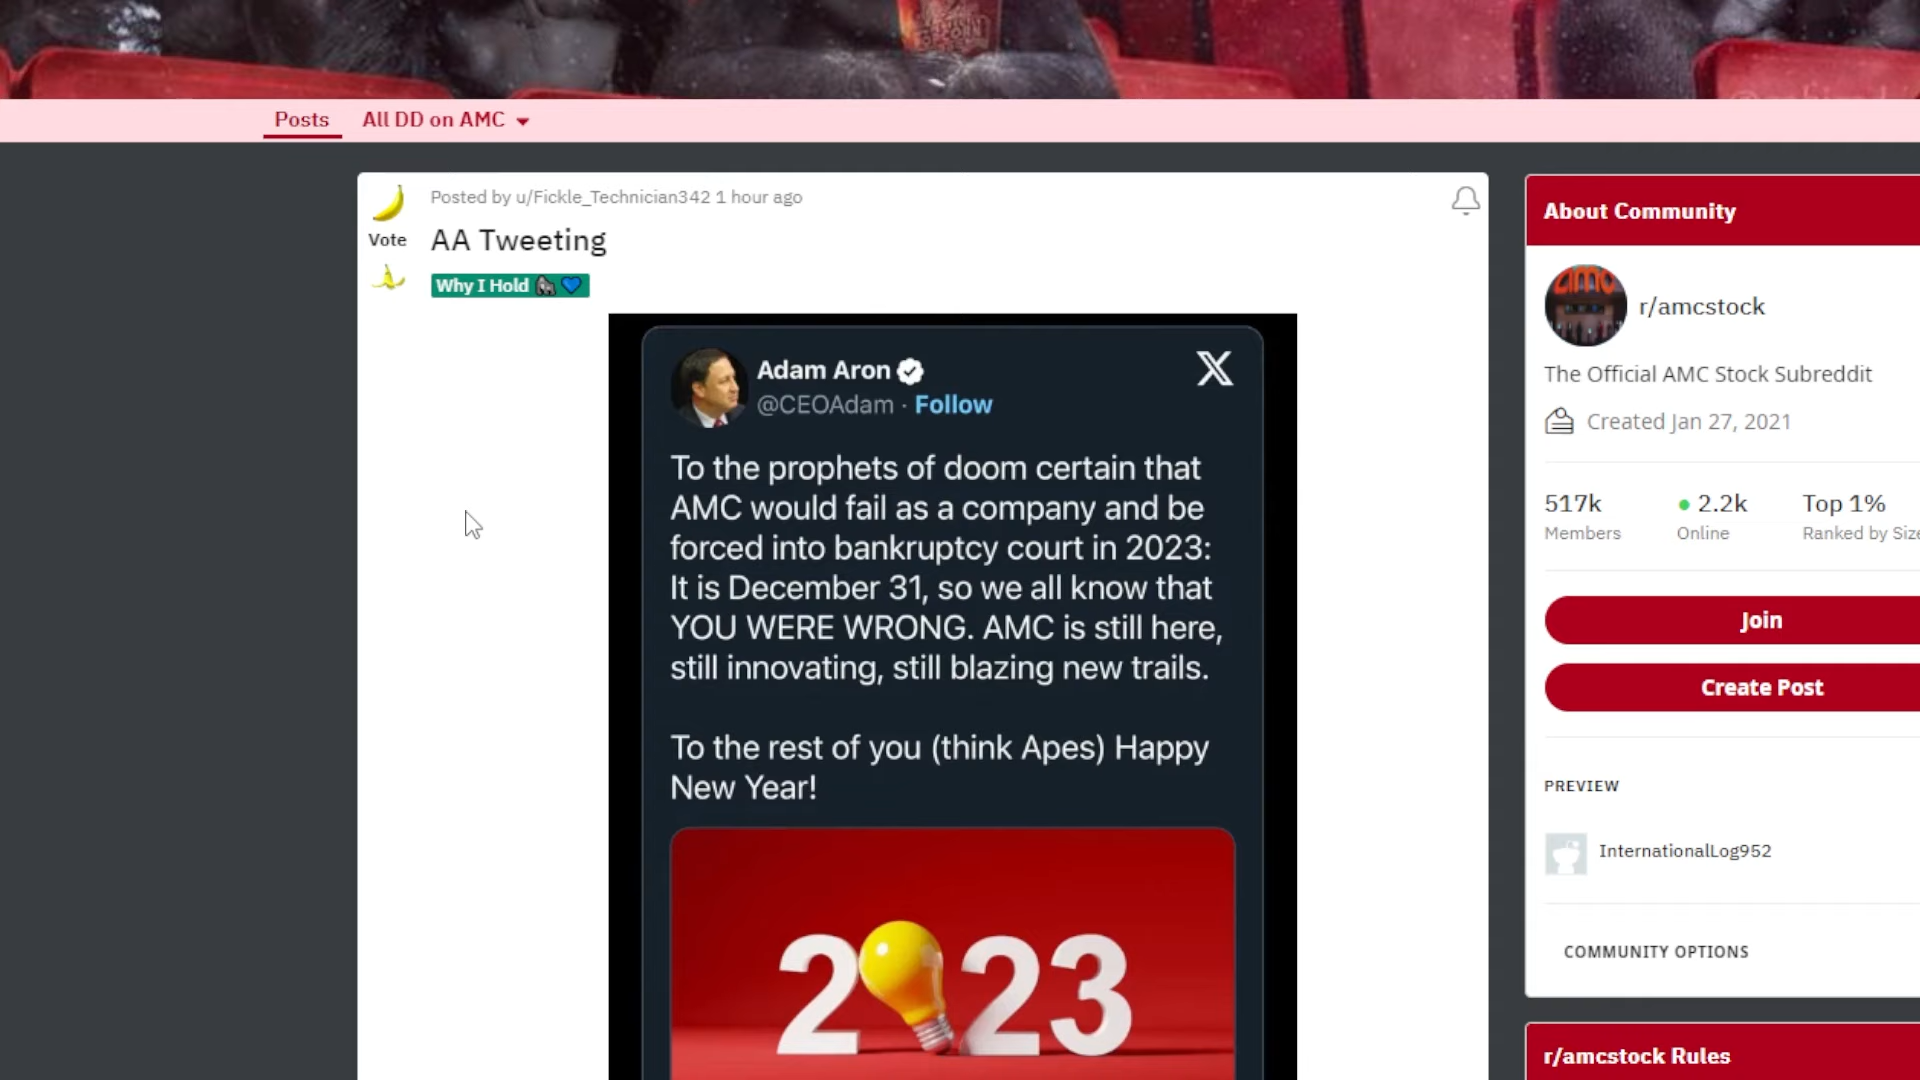 Posts
All DD on AMC
Posted by u/Fickle_Technician342 1 hour ago
Vote
AA Tweeting
Why I Hold 🦍 💙
Adam Aron
@CEOAdam · Follow
To the prophets of doom certain that
AMC would fail as a company and be
forced into bankruptcy court in 2023:
It is December 31, so we all know that
YOU WERE WRONG. AMC is still here,
still innovating, still blazing new trails.
To the rest of you (think Apes) Happy
New Year!
2023
About Community
amc
r/amcstock
The Official AMC Stock Subreddit
Created Jan 27, 2021
517k
Members
2.2k
Online
Top 1%
Ranked by Size
Join
Create Post
PREVIEW
InternationalLog952
COMMUNITY OPTIONS
r/amcstock Rules